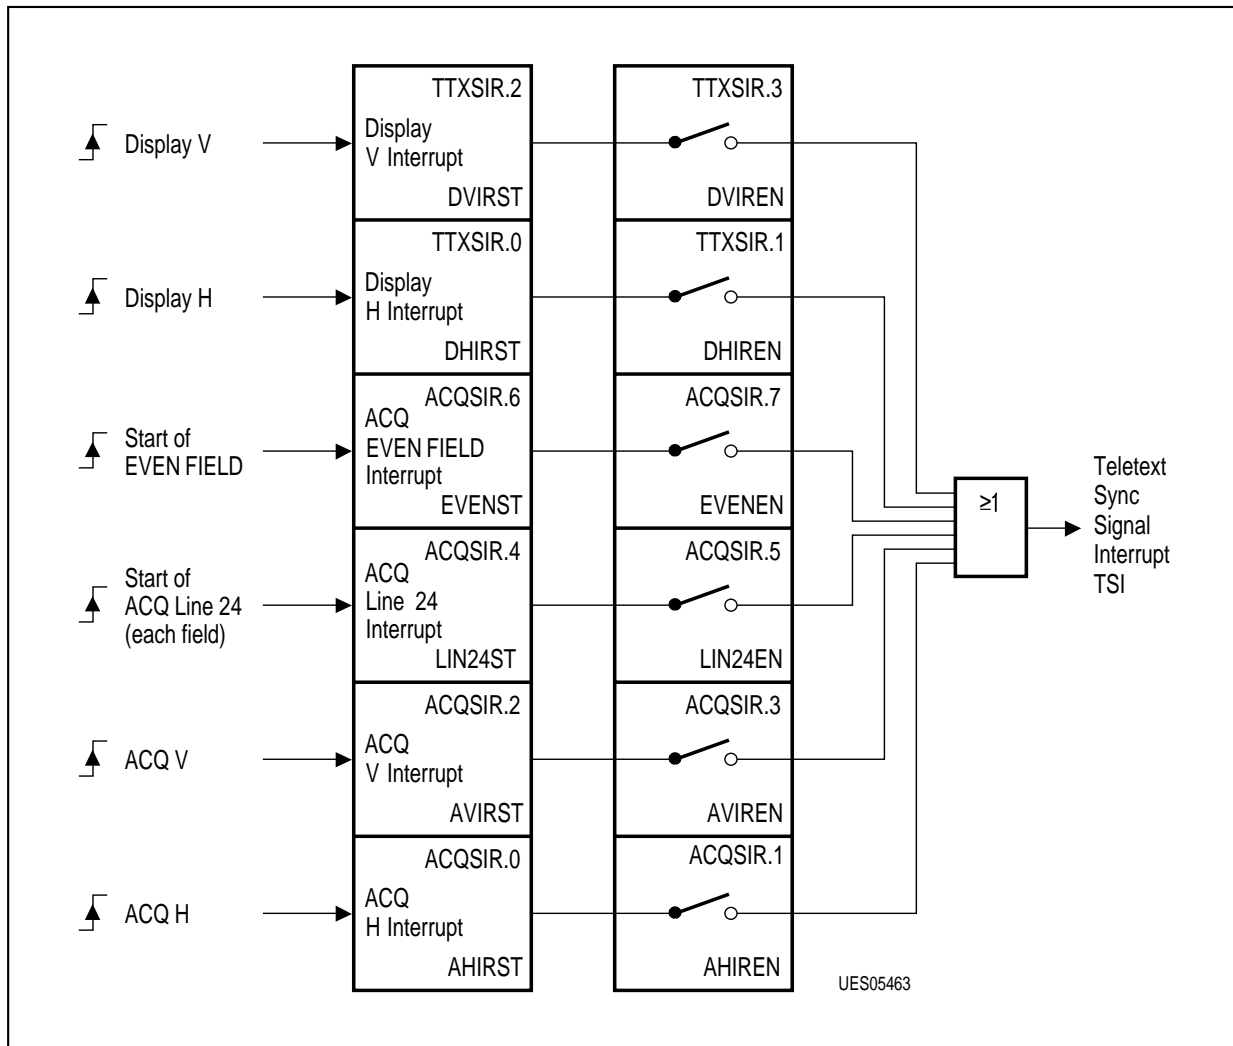 Display V
TTXSIR.2
Display
V Interrupt
DVIRST
TTXSIR.3
DVIREN
Display H
TTXSIR.0
Display
H Interrupt
DHIRST
TTXSIR.1
DHIREN
Start of
EVEN FIELD
ACQSIR.6
ACQ
EVEN FIELD
Interrupt
EVENST
ACQSIR.7
EVENEN
Start of
ACQ Line 24
(each field)
ACQSIR.4
ACQ
Line 24
Interrupt
LIN24ST
ACQSIR.5
LIN24EN
ACQ V
ACQSIR.2
ACQ
V Interrupt
AVIRST
ACQSIR.3
AVIREN
ACQ H
ACQSIR.0
ACQ
H Interrupt
AHIRST
ACQSIR.1
AHIREN
≥1
Teletext
Sync
Signal
Interrupt
TSI
UES05463